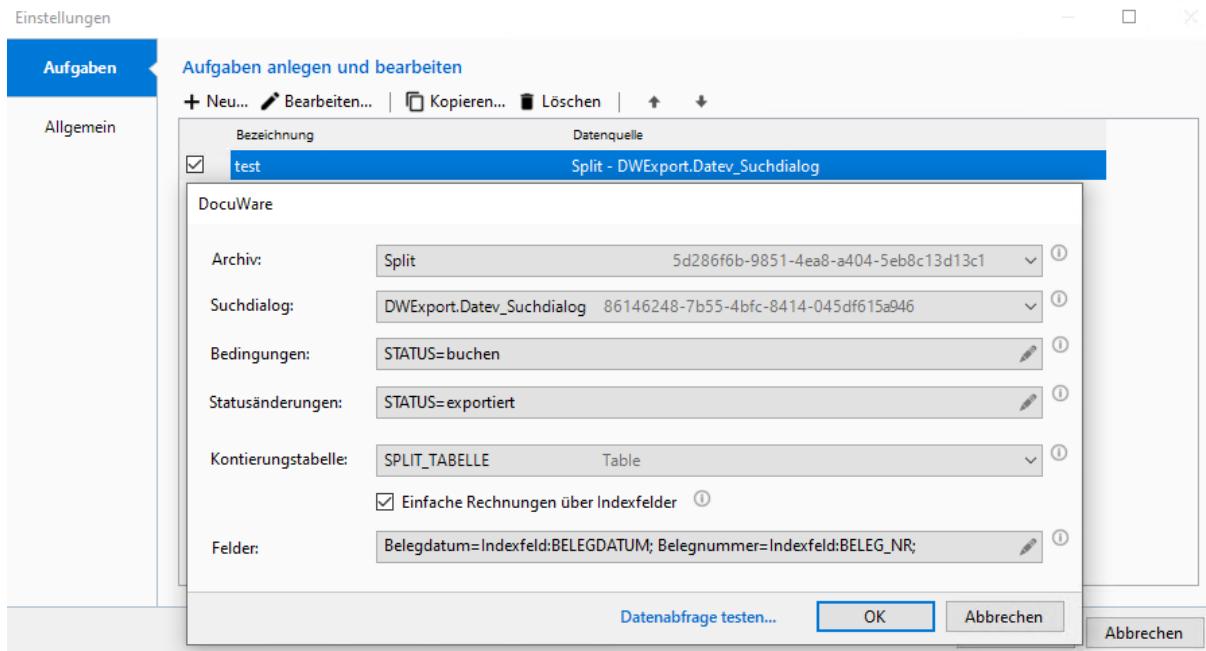 Einstellungen
Aufgaben
Aufgaben anlegen und bearbeiten
Neu... Bearbeiten... Kopieren... Löschen
Allgemein
Bezeichnung Datenquelle
test Split - DWExport.Datev_Suchdialog
DocuWare
Archiv: Split 5d286f6b-9851-4ea8-a404-5eb8c13d13c1
Suchdialog: DWExport.Datev_Suchdialog 86146248-7b55-4bfc-8414-045df615a946
Bedingungen: STATUS=buchen
Statusänderungen: STATUS=exportiert
Kontierungstabelle: SPLIT_TABELLE Table
Einfache Rechnungen über Indexfelder
Felder: Belegdatum=Indexfeld:BELEGDATUM; Belegnummer=Indexfeld:BELEG_NR;
Datenabfrage testen... OK Abbrechen
Abbrechen